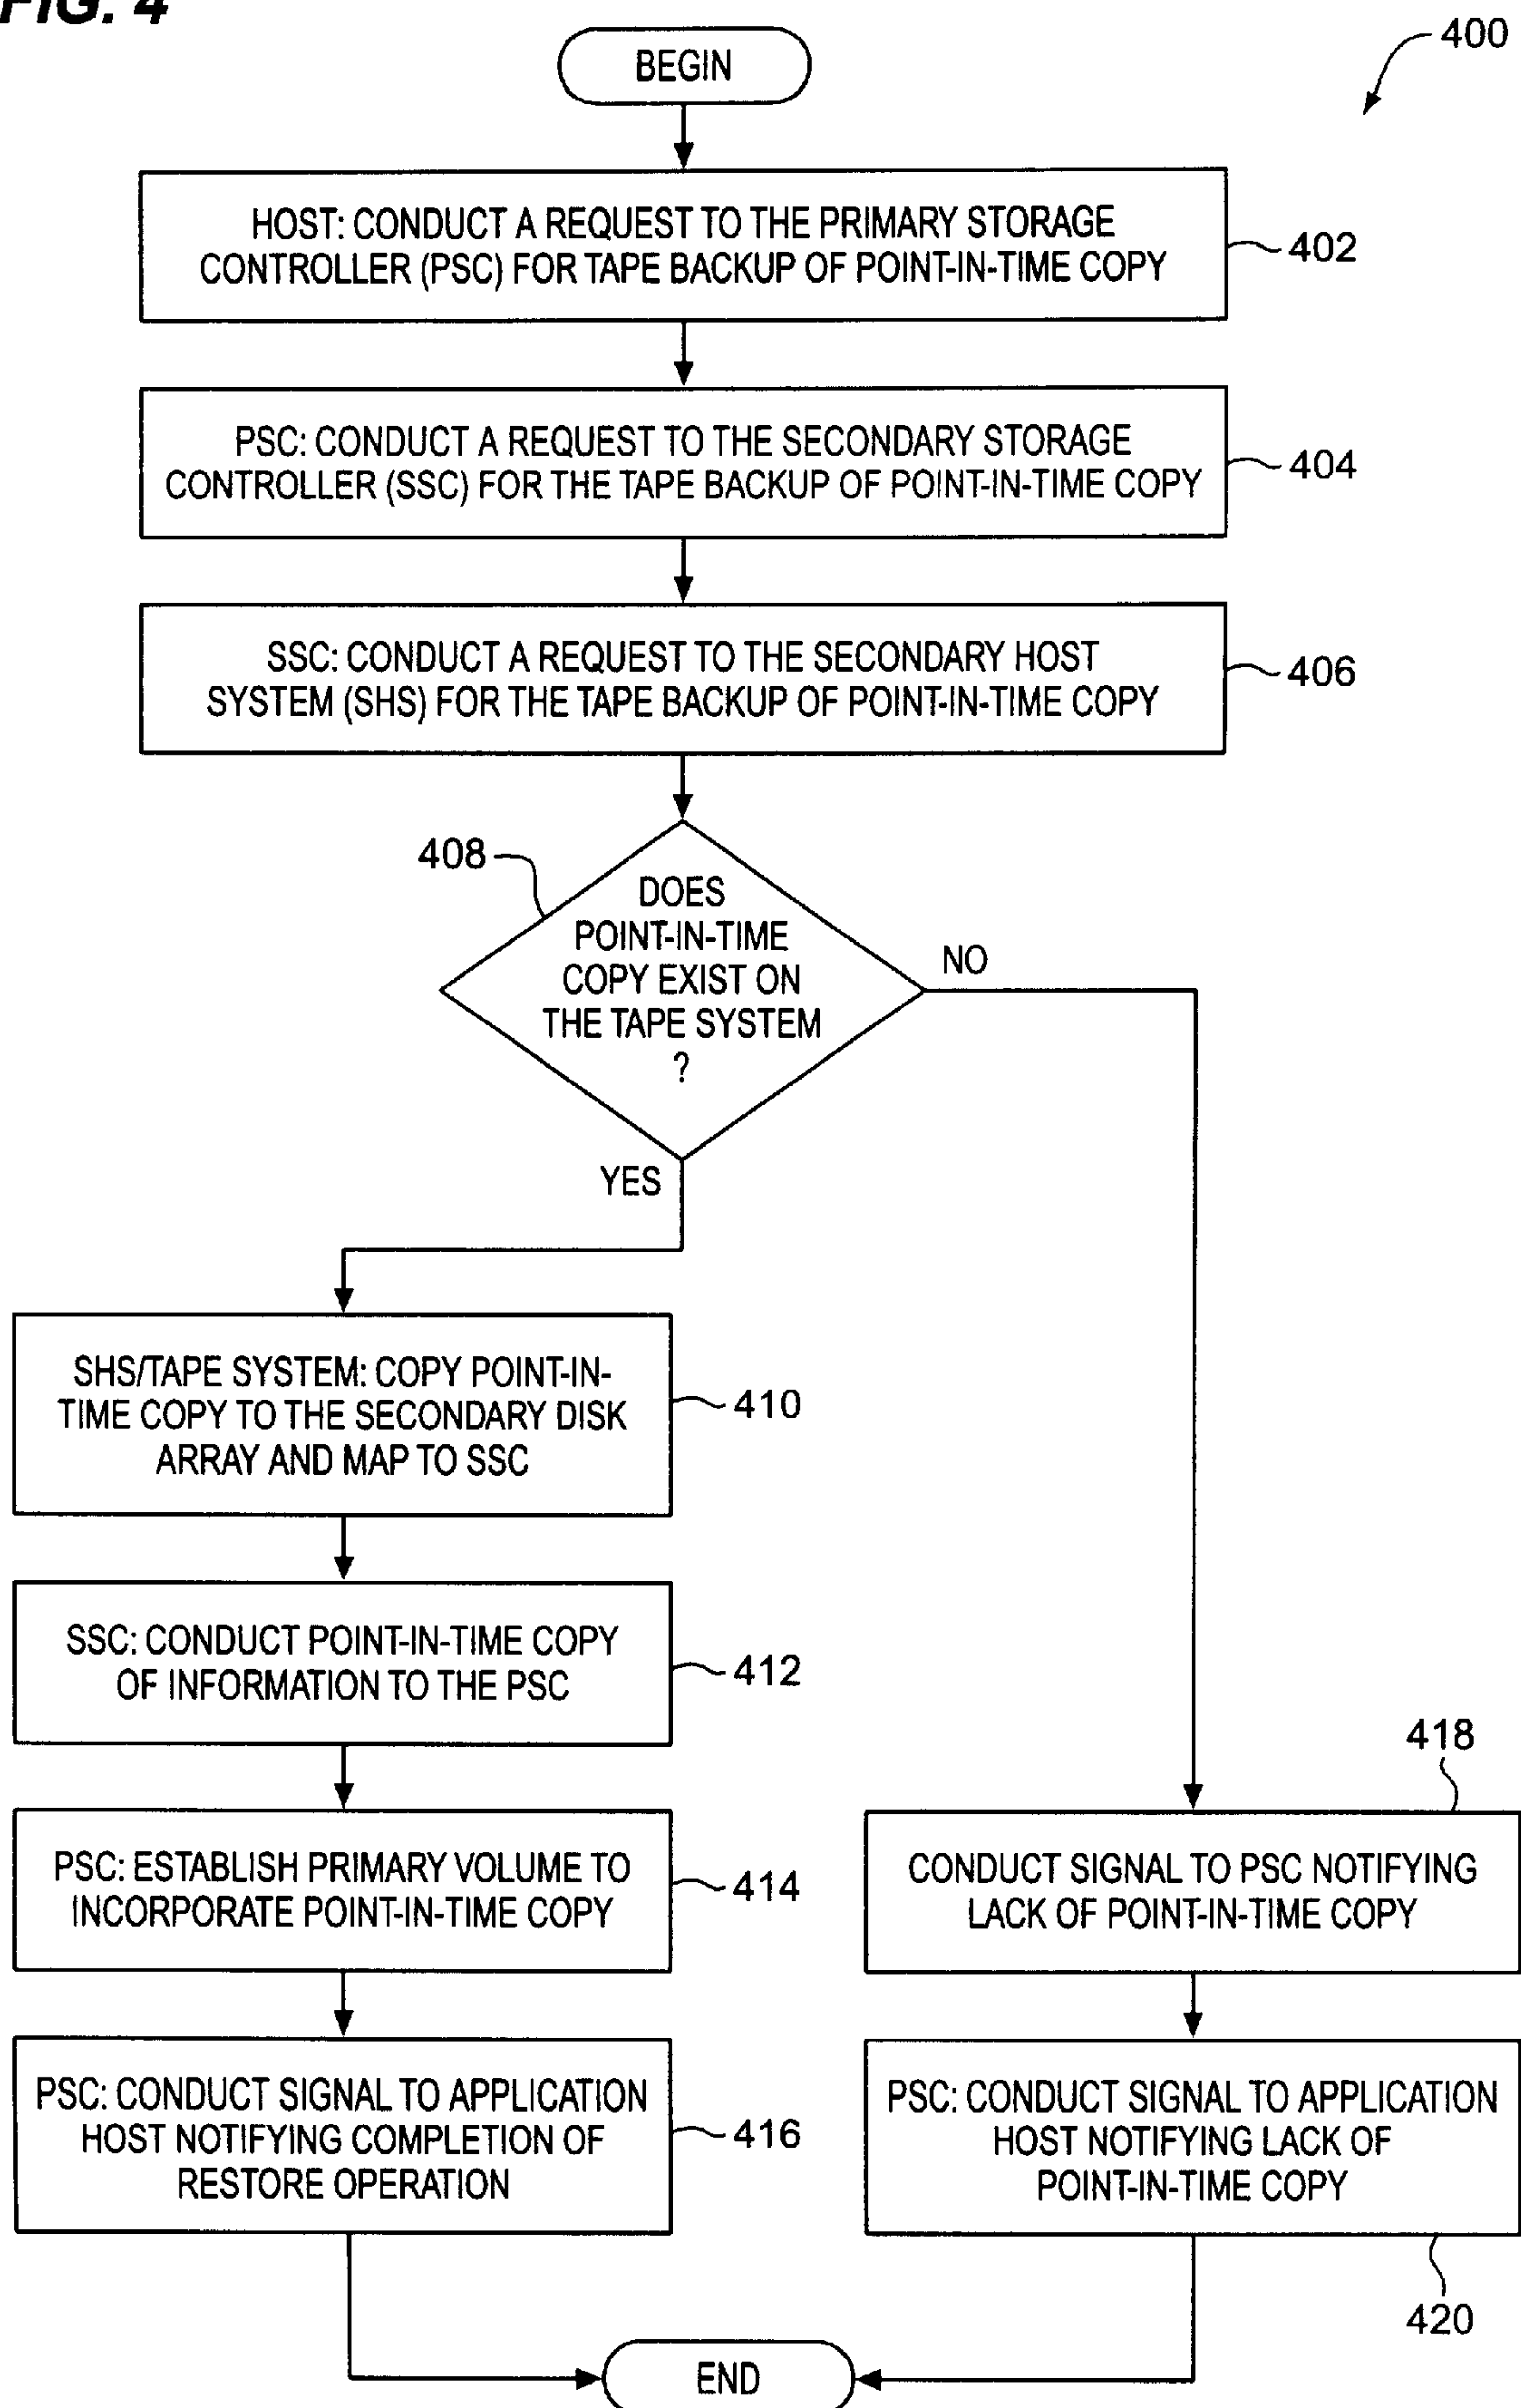 FIG. 4
400
BEGIN
HOST: CONDUCT A REQUEST TO THE PRIMARY STORAGE
CONTROLLER (PSC) FOR TAPE BACKUP OF POINT-IN-TIME COPY
402
PSC: CONDUCT A REQUEST TO THE SECONDARY STORAGE
CONTROLLER (SSC) FOR THE TAPE BACKUP OF POINT-IN-TIME COPY
404
SSC: CONDUCT A REQUEST TO THE SECONDARY HOST
SYSTEM (SHS) FOR THE TAPE BACKUP OF POINT-IN-TIME COPY
406
408
DOES
POINT-IN-TIME
COPY EXIST ON
THE TAPE SYSTEM
?
NO
YES
SHS/TAPE SYSTEM: COPY POINT-IN-
TIME COPY TO THE SECONDARY DISK
ARRAY AND MAP TO SSC
410
SSC: CONDUCT POINT-IN-TIME COPY
OF INFORMATION TO THE PSC
412
PSC: ESTABLISH PRIMARY VOLUME TO
INCORPORATE POINT-IN-TIME COPY
414
PSC: CONDUCT SIGNAL TO APPLICATION
HOST NOTIFYING COMPLETION OF
RESTORE OPERATION
416
418
CONDUCT SIGNAL TO PSC NOTIFYING
LACK OF POINT-IN-TIME COPY
PSC: CONDUCT SIGNAL TO APPLICATION
HOST NOTIFYING LACK OF
POINT-IN-TIME COPY
420
END